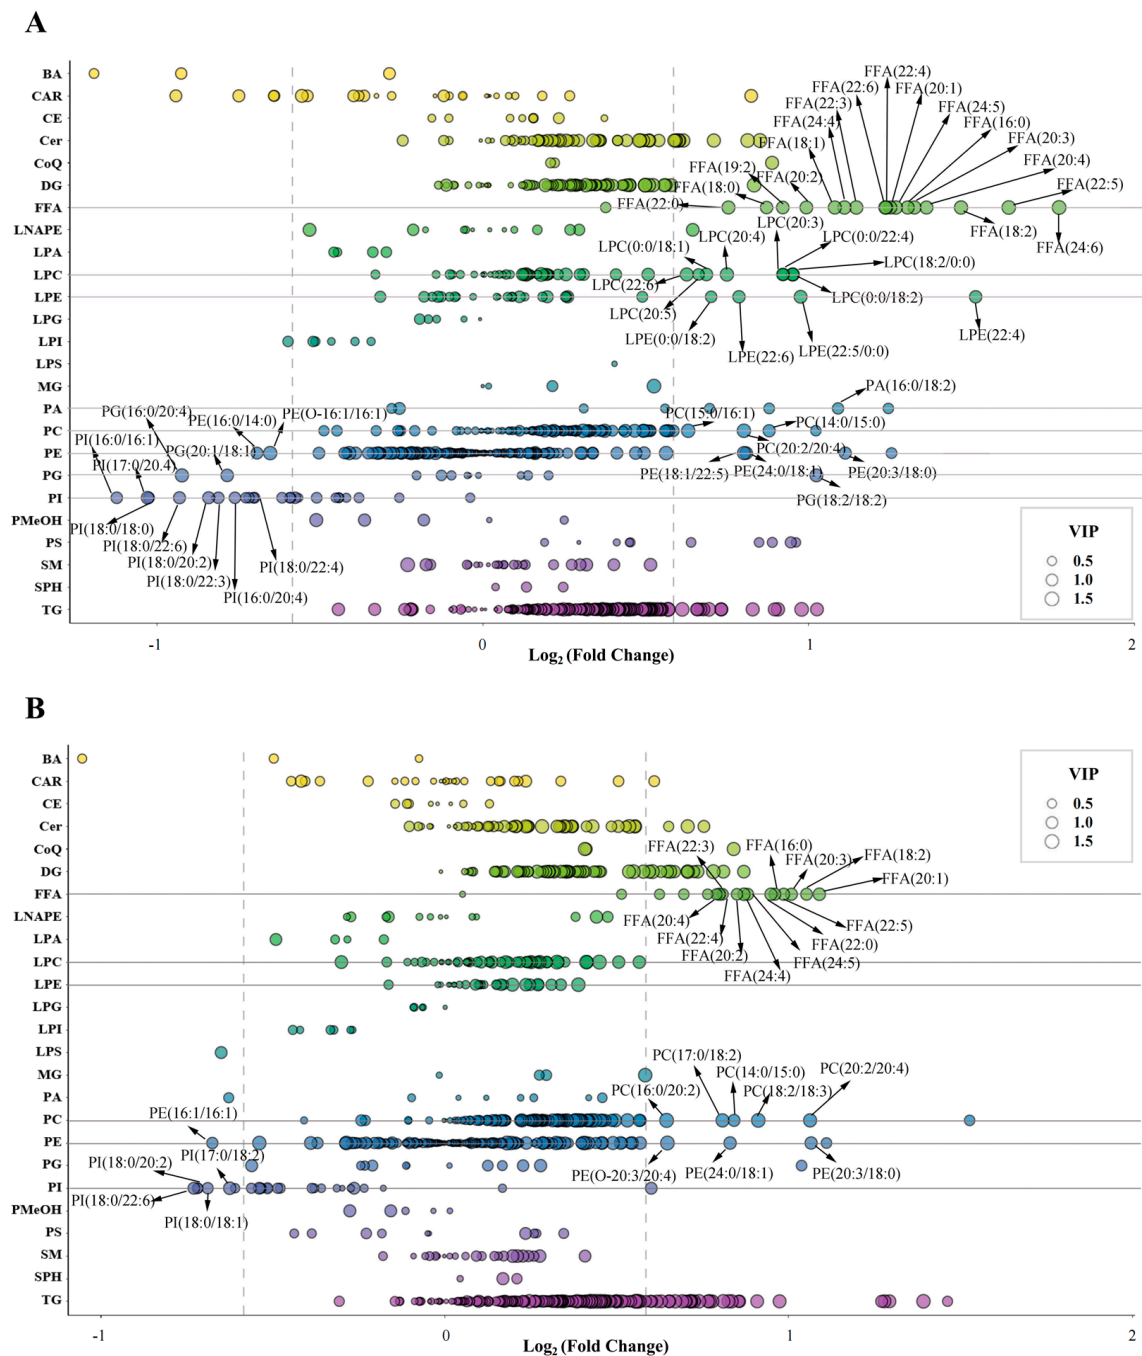 A
BA
CAR
CE
Cer
CoQ
DG
FFA
LNAPE
LPA
LPC
LPE
LPG
LPI
LPS
MG
PA
PC
PE
PG
PI
PMeOH
PS
SM
SPH
TG
FFA(22:4)
FFA(22:6)
FFA(20:1)
FFA(22:3)
FFA(24:5)
FFA(24:4)
FFA(16:0)
FFA(18:1)
FFA(20:3)
FFA(19:2)
FFA(20:2)
FFA(20:4)
FFA(18:0)
FFA(22:5)
FFA(22:0)
LPC(20:3)
FFA(18:2)
FFA(24:6)
LPC(0:0/18:1)
LPC(20:4)
LPC(0:0/22:4)
LPC(18:2/0:0)
LPC(22:6)
LPC(0:0/18:2)
LPC(20:5)
LPE(0:0/18:2)
LPE(22:6)
LPE(22:5/0:0)
LPE(22:4)
PA(16:0/18:2)
PG(16:0/20:4)
PE(16:0/14:0)
PE(O-16:1/16:1)
PC(15:0/16:1)
PC(14:0/15:0)
PI(16:0/16:1)
PG(20:1/18:1)
PC(20:2/20:4)
PI(17:0/20:4)
PE(18:1/22:5)
PE(24:0/18:1)
PE(20:3/18:0)
PG(18:2/18:2)
PI(18:0/18:0)
PI(18:0/22:6)
PI(18:0/20:2)
PI(18:0/22:4)
PI(18:0/22:3)
PI(16:0/20:4)
VIP
0.5
1.0
1.5
-1 0 1 2
Log2 (Fold Change)
B
BA
CAR
CE
Cer
CoQ
DG
FFA
LNAPE
LPA
LPC
LPE
LPG
LPI
LPS
MG
PA
PC
PE
PG
PI
PMeOH
PS
SM
SPH
TG
VIP
0.5
1.0
1.5
FFA(22:3)
FFA(16:0)
FFA(20:3)
FFA(18:2)
FFA(20:1)
FFA(20:4)
FFA(22:4)
FFA(20:2)
FFA(24:4)
FFA(24:5)
FFA(22:0)
FFA(22:5)
PC(17:0/18:2)
PC(14:0/15:0)
PC(20:2/20:4)
PC(16:0/20:2)
PC(18:2/18:3)
PE(16:1/16:1)
PI(17:0/18:2)
PI(18:0/20:2)
PE(O-20:3/20:4)
PE(24:0/18:1)
PE(20:3/18:0)
PI(18:0/22:6)
PI(18:0/18:1)
-1 0 1 2
Log2 (Fold Change)